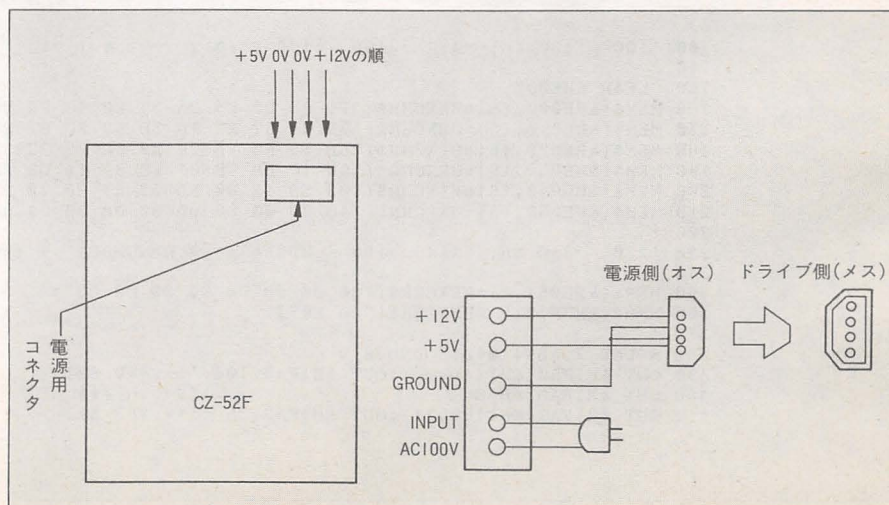 +5V 0V 0V +12Vの順
電源用
コネクタ
CZ-52F
電源側(オス)
ドライブ側(メス)
+12V
+5V
GROUND
INPUT
AC100V